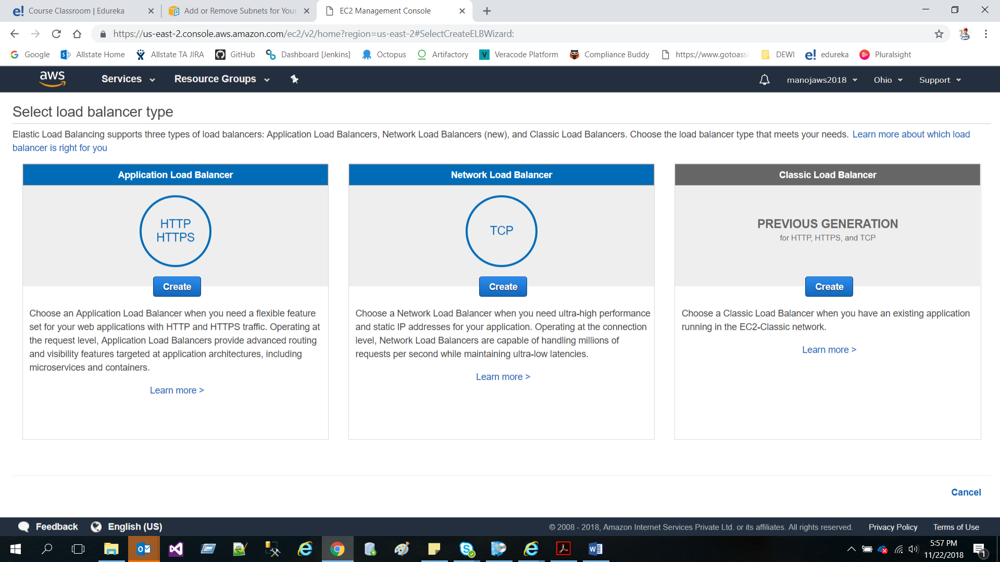 Course Classroom | Edureka
Add or Remove Subnets for Your
EC2 Management Console
https://us-east-2.console.aws.amazon.com/ec2/v2/home?region=us-east-2#SelectCreateELBWizard:
Google
Allstate Home
Allstate TA JIRA
GitHub
Dashboard [Jenkins]
Octopus
Artifactory
Veracode Platform
Compliance Buddy
https://www.gotoassi
DEWI
edureka
Pluralsight
aws
Services
Resource Groups
manojaws2018
Ohio
Support
Select load balancer type
Elastic Load Balancing supports three types of load balancers: Application Load Balancers, Network Load Balancers (new), and Classic Load Balancers. Choose the load balancer type that meets your needs. Learn more about which load
balancer is right for you
Application Load Balancer
HTTP
HTTPS
Create
Choose an Application Load Balancer when you need a flexible feature
set for your web applications with HTTP and HTTPS traffic. Operating at
the request level, Application Load Balancers provide advanced routing
and visibility features targeted at application architectures, including
microservices and containers.
Learn more >
Network Load Balancer
TCP
Create
Choose a Network Load Balancer when you need ultra-high performance
and static IP addresses for your application. Operating at the connection
level, Network Load Balancers are capable of handling millions of
requests per second while maintaining ultra-low latencies.
Learn more >
Classic Load Balancer
PREVIOUS GENERATION
for HTTP, HTTPS, and TCP
Create
Choose a Classic Load Balancer when you have an existing application
running in the EC2-Classic network.
Learn more >
Cancel
Feedback
English (US)
© 2008 - 2018, Amazon Internet Services Private Ltd. or its affiliates. All rights reserved.
Privacy Policy
Terms of Use
5:57 PM
11/22/2018
1